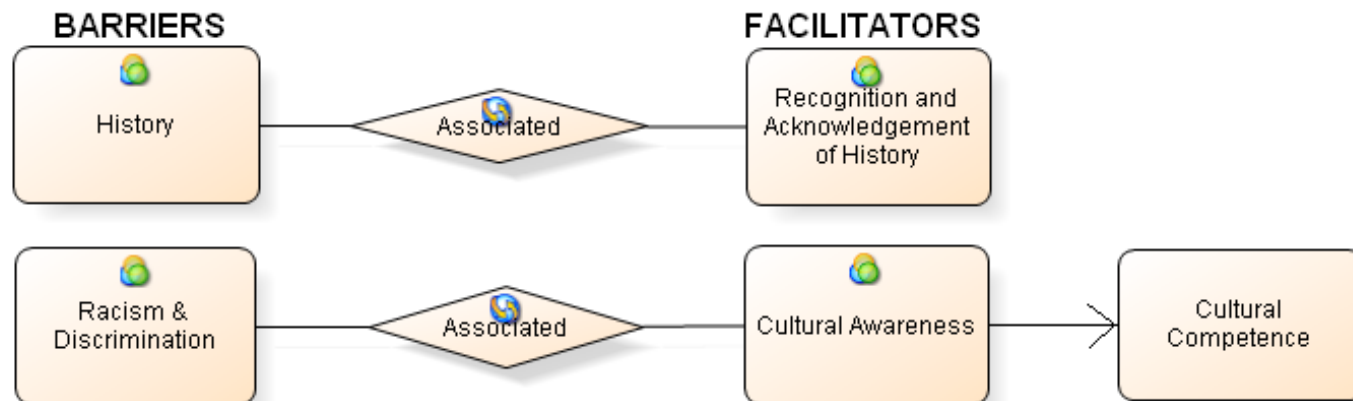 BARRIERS
FACILITATORS
History
Associated
Recognition and
Acknowledgement
of History
Racism &
Discrimination
Associated
Cultural Awareness
Cultural
Competence